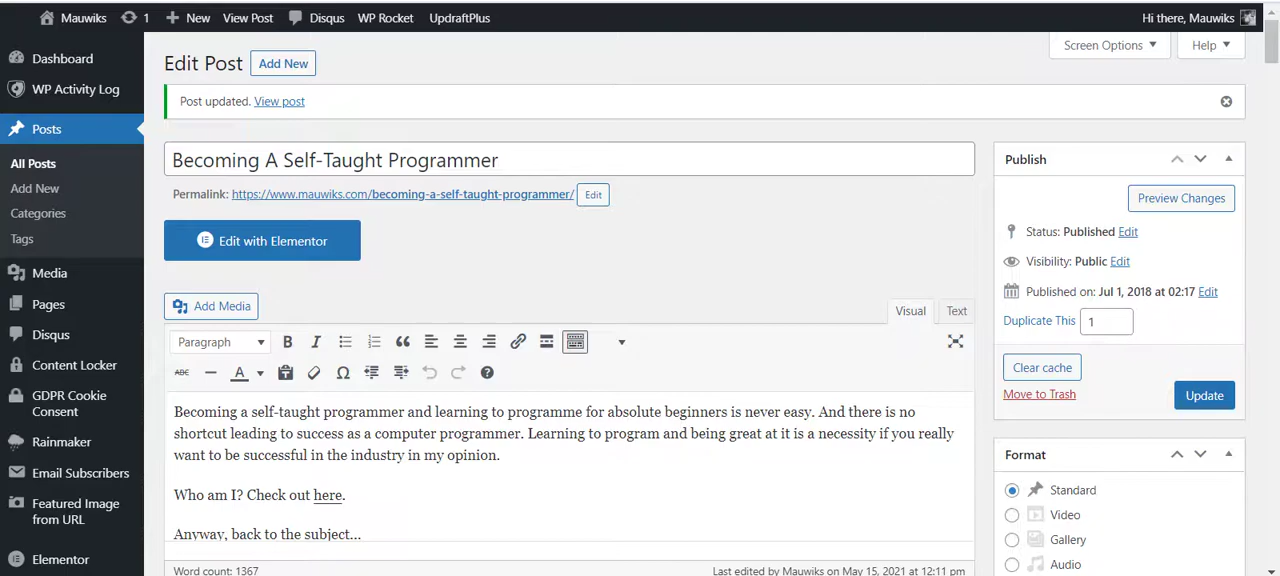 Mauwiks 1 New View Post Disqus WP Rocket UpdraftPlus Hi there, Mauwiks
Screen Options Help
Dashboard
WP Activity Log
Posts
All Posts
Add New
Categories
Tags
Media
Pages
Disqus
Content Locker
GDPR Cookie
Consent
Rainmaker
Email Subscribers
Featured Image
from URL
Elementor
Edit Post Add New
Post updated. View post
Becoming A Self-Taught Programmer
Permalink: https://www.mauwiks.com/becoming-a-self-taught-programmer/ Edit
Edit with Elementor
Add Media
Visual Text
Paragraph B I
ABC A
Becoming a self-taught programmer and learning to programme for absolute beginners is never easy. And there is no
shortcut leading to success as a computer programmer. Learning to program and being great at it is a necessity if you really
want to be successful in the industry in my opinion.
Who am I? Check out here.
Anyway, back to the subject...
Word count: 1367 Last edited by Mauwiks on May 15, 2021 at 12:11 pm
Publish
Preview Changes
Status: Published Edit
Visibility: Public Edit
Published on: Jul 1, 2018 at 02:17 Edit
Duplicate This 1
Clear cache
Move to Trash Update
Format
Standard
Video
Gallery
Audio